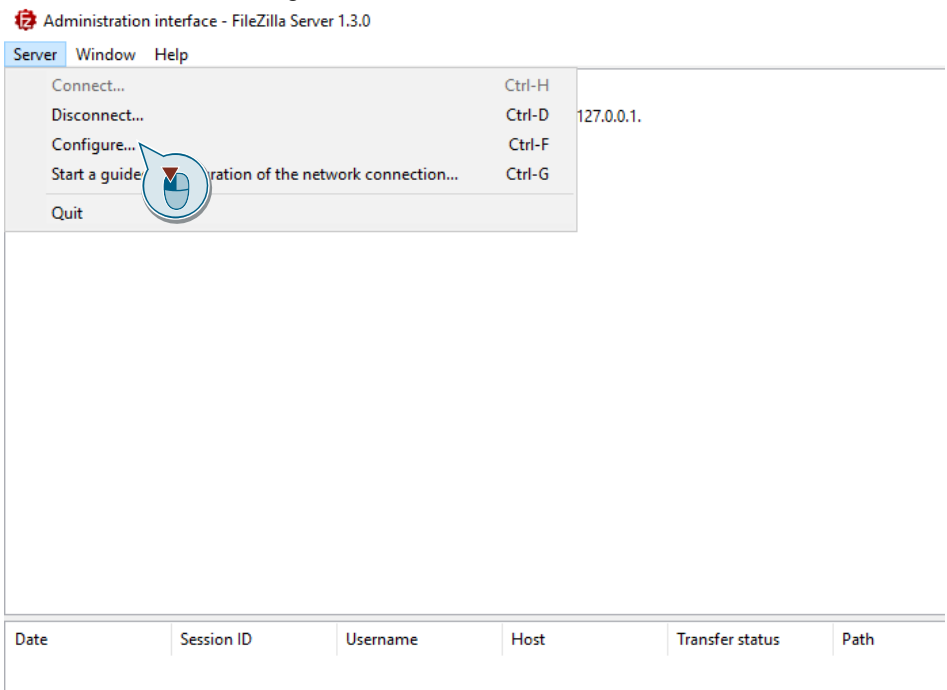 Administration interface - FileZilla Server 1.3.0
Server Window Help
Connect... Ctrl-H
Disconnect... Ctrl-D 127.0.0.1.
Configure... Ctrl-F
Start a guide ration of the network connection... Ctrl-G
Quit
Date Session ID Username Host Transfer status Path